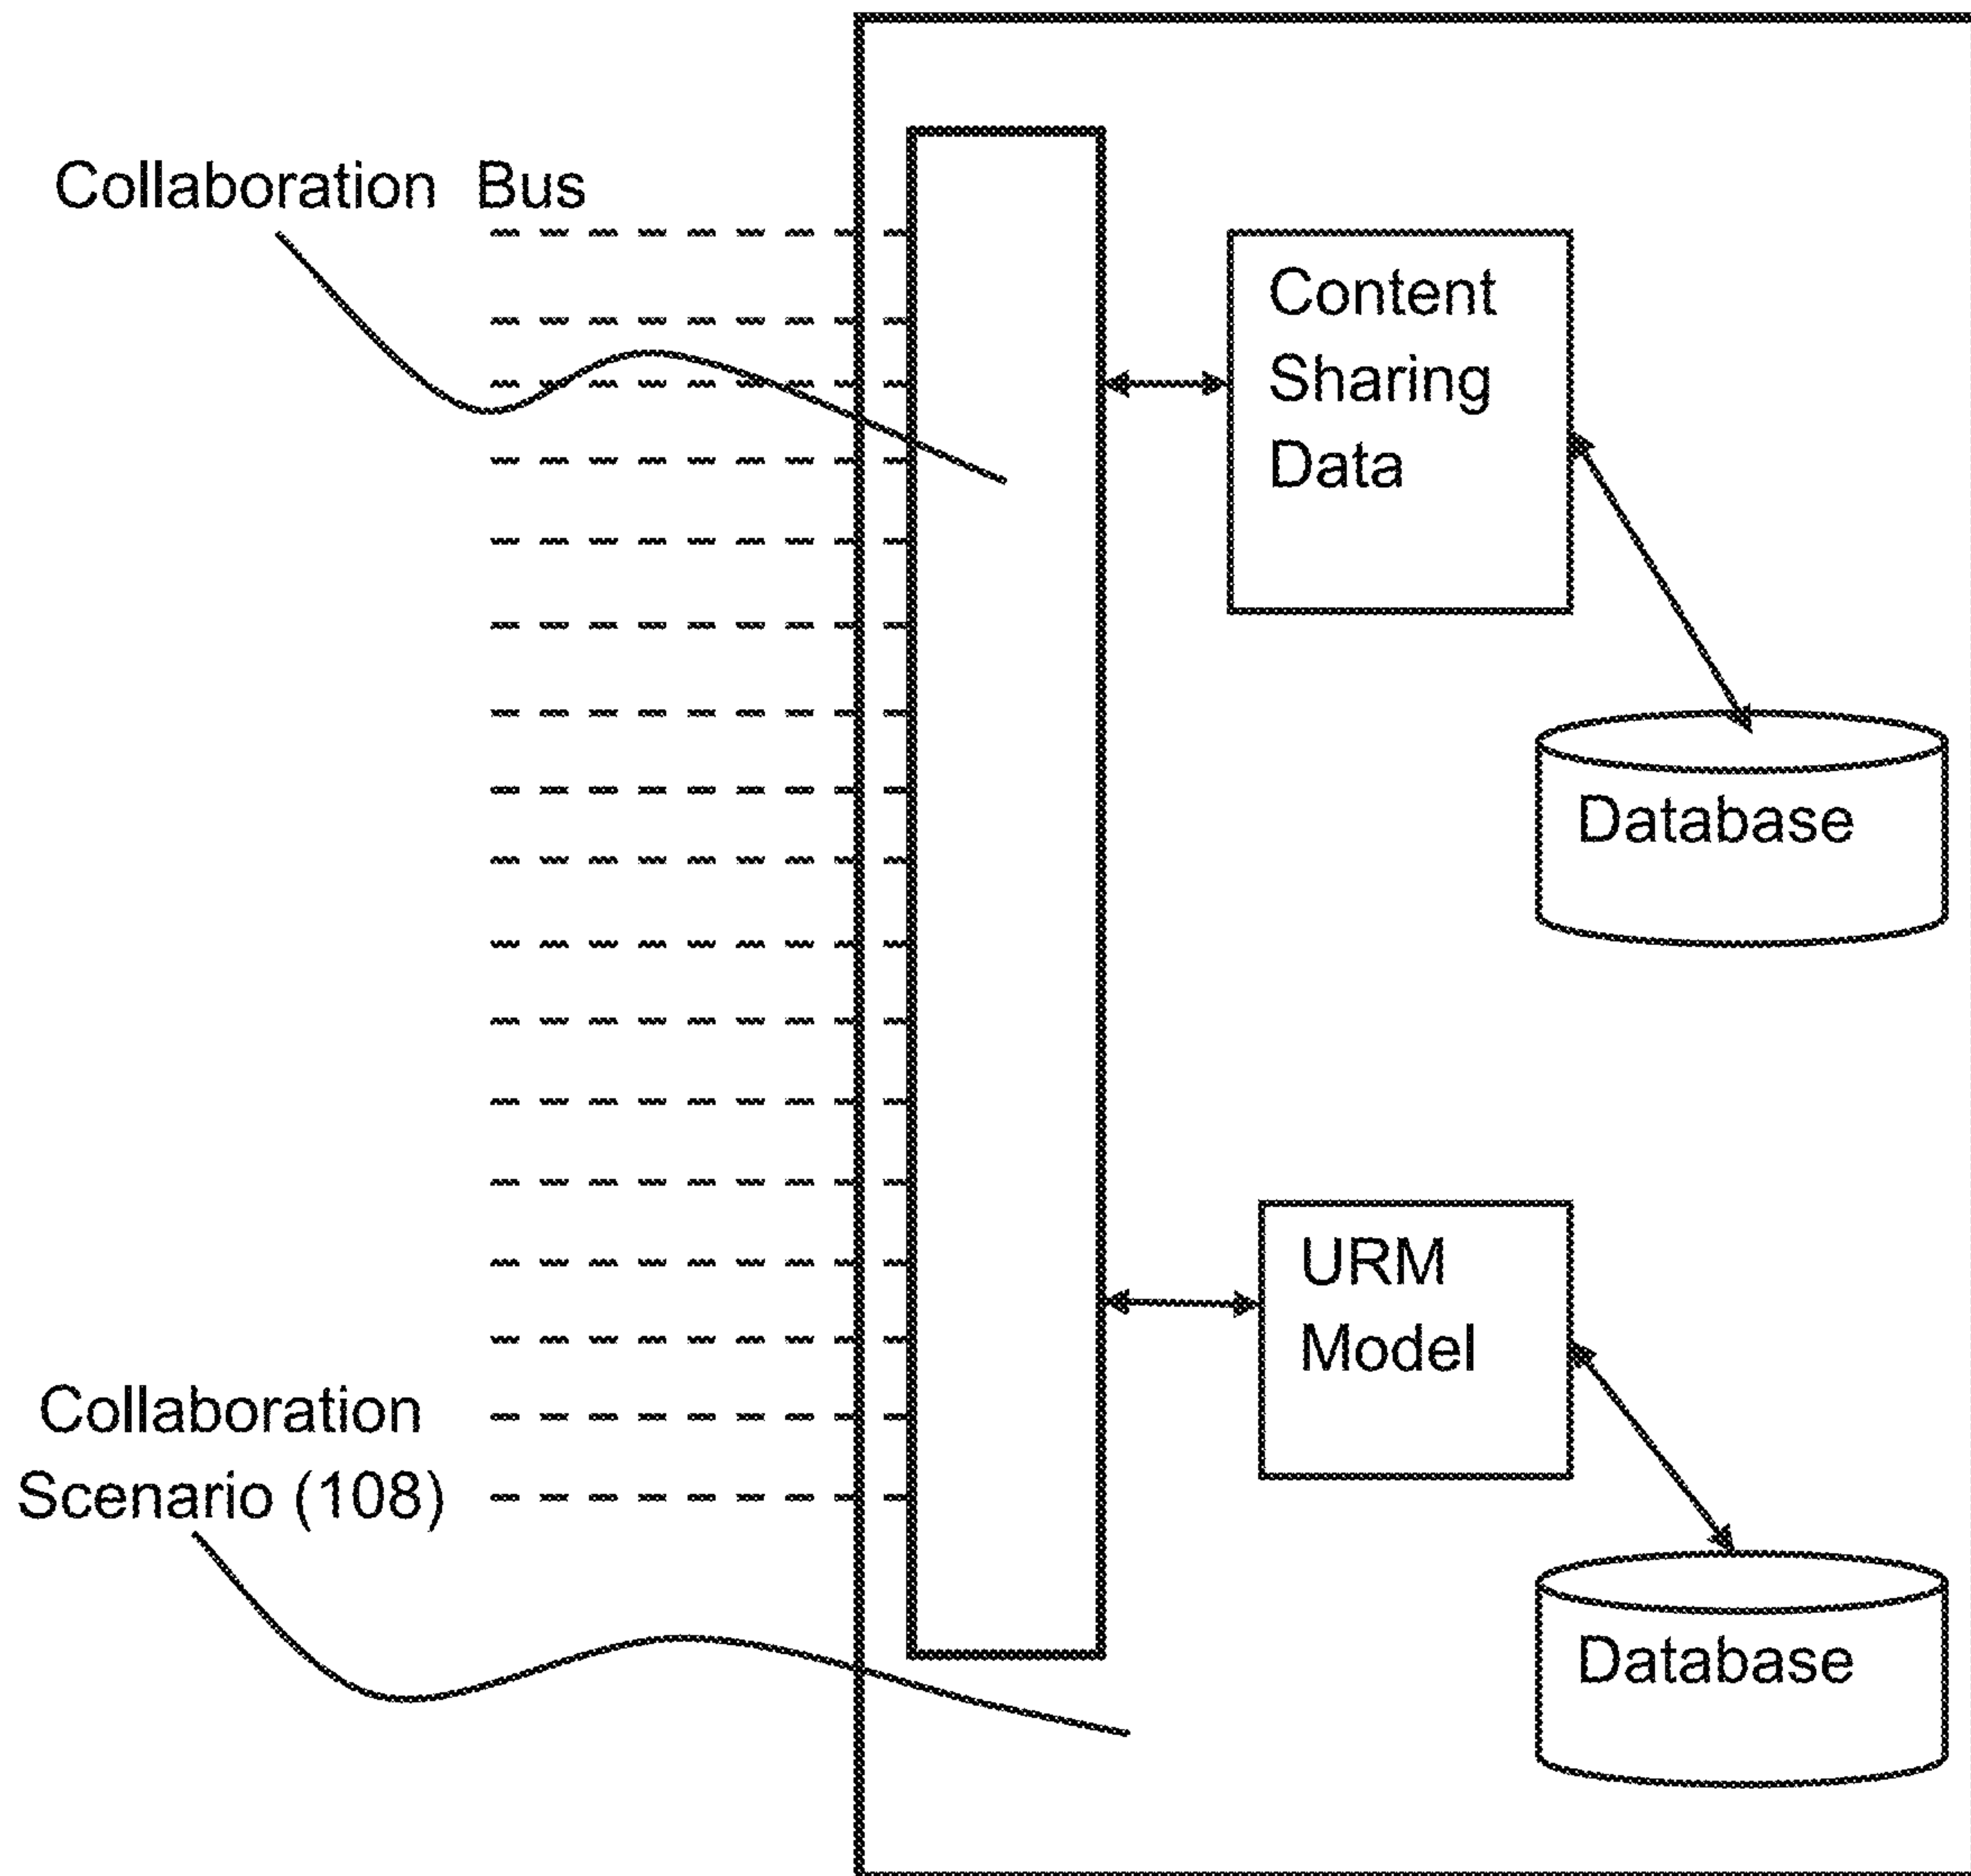 Collaboration Bus
Content
Sharing
Data
Database
URM
Model
Collaboration
Scenario (108)
Database